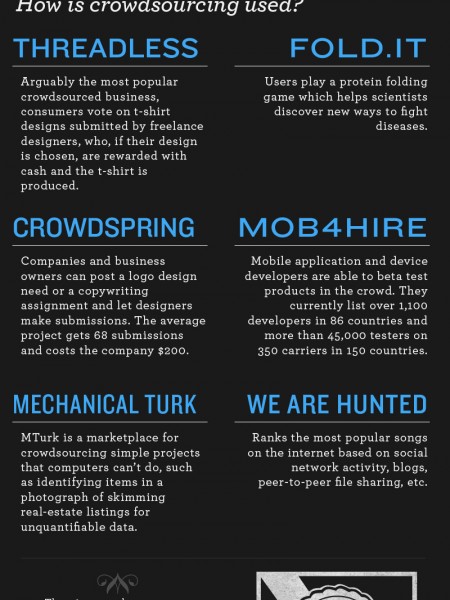 How is crowdsourcing used?
THREADLESS
Arguably the most popular
crowdsourced business,
consumers vote on t-shirt
designs submitted by freelance
designers, who, if their design
is chosen, are rewarded with
cash and the t-shirt is
produced.
FOLD.IT
Users play a protein folding
game which helps scientists
discover new ways to fight
diseases.
CROWDSPRING
Companies and business
owners can post a logo design
need or a copywriting
assignment and let designers
make submissions. The average
project gets 68 submissions
and costs the company $200.
MOB4HIRE
Mobile application and device
developers are able to beta test
products in the crowd. They
currently list over 1,100
developers in 86 countries and
more than 45,000 testers on
350 carriers in 150 countries.
MECHANICAL TURK
MTurk is a marketplace for
crowdsourcing simple projects
that computers can't do, such
as identifying items in a
photograph of skimming
real-estate listings for
unquantifiable data.
WE ARE HUNTED
Ranks the most popular songs
on the internet based on social
network activity, blogs,
peer-to-peer file sharing, etc.